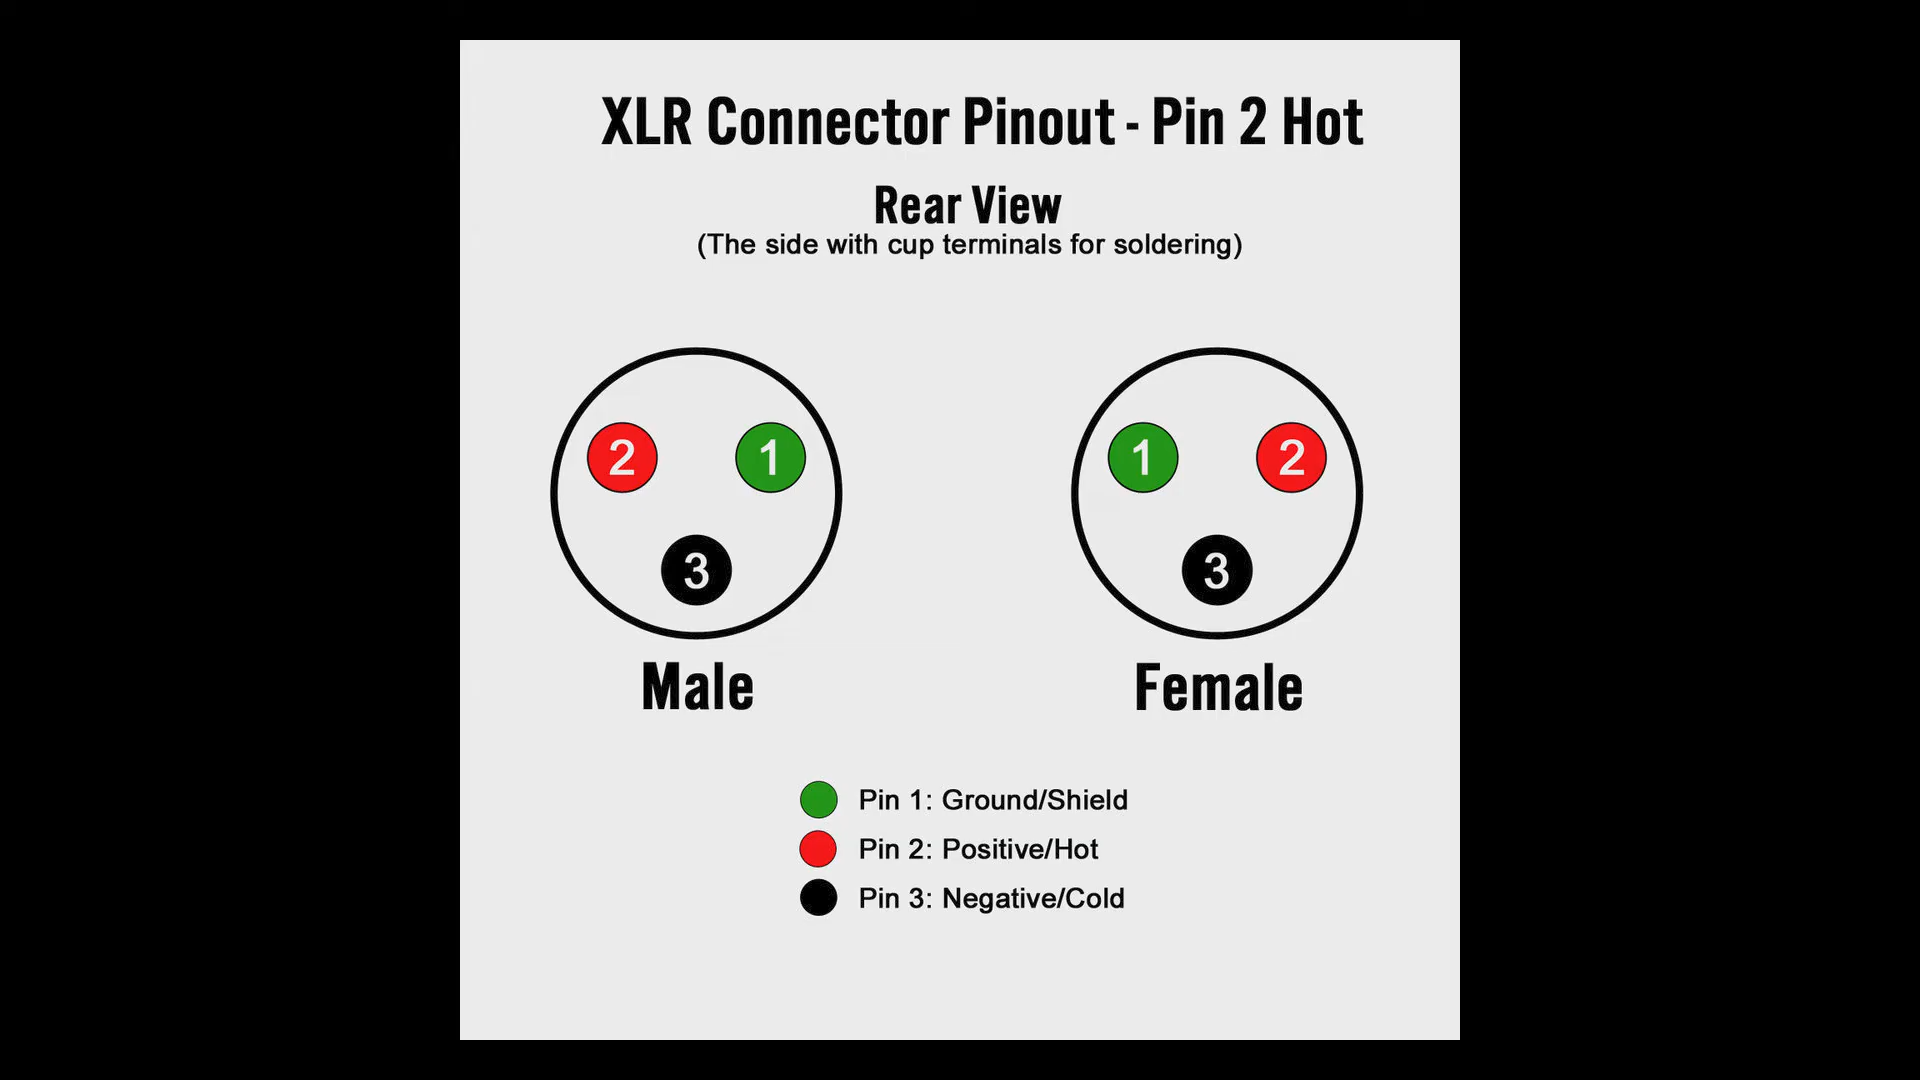 XLR Connector Pinout - Pin 2 Hot
Rear View
(The side with cup terminals for soldering)
2 1 1 2
3 3
Male Female
Pin 1: Ground/Shield
Pin 2: Positive/Hot
Pin 3: Negative/Cold